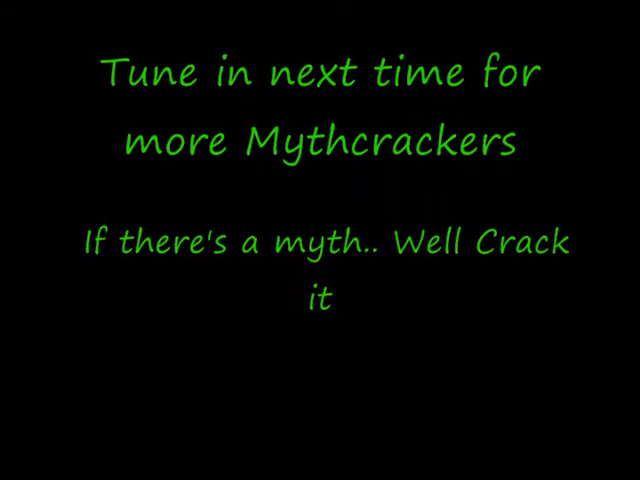 Tune in next time for
more Mythcrackers
If there's a myth.. Well Crack
it